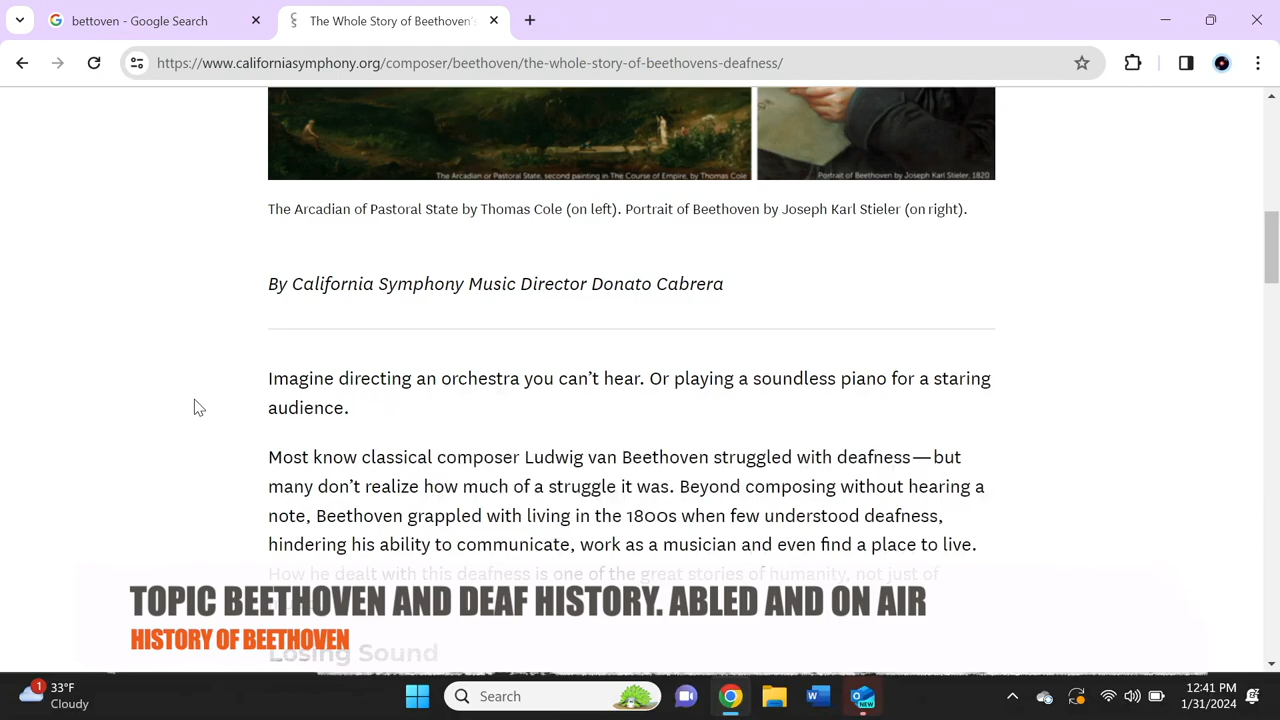 bettoven - Google Search
The Whole Story of Beethoven's
https://www.californiasymphony.org/composer/beethoven/the-whole-story-of-beethovens-deafness/
The Arcadian or Pastoral State, second painting in The Course of Empire, by Thomas Cole
Portrait of Beethoven by Joseph Karl Stieler, 1820
The Arcadian of Pastoral State by Thomas Cole (on left). Portrait of Beethoven by Joseph Karl Stieler (on right).
By California Symphony Music Director Donato Cabrera
Imagine directing an orchestra you can't hear. Or playing a soundless piano for a staring
audience.
Most know classical composer Ludwig van Beethoven struggled with deafness—but
many don't realize how much of a struggle it was. Beyond composing without hearing a
note, Beethoven grappled with living in the 1800s when few understood deafness,
hindering his ability to communicate, work as a musician and even find a place to live.
How he dealt with this deafness is one of the great stories of humanity, not just of
TOPIC BEETHOVEN AND DEAF HISTORY. ABLED AND ON AIR
HISTORY OF BEETHOVEN
Losing Sound
1
33°F
Cloudy
Search
NEW
12:41 PM
1/31/2024